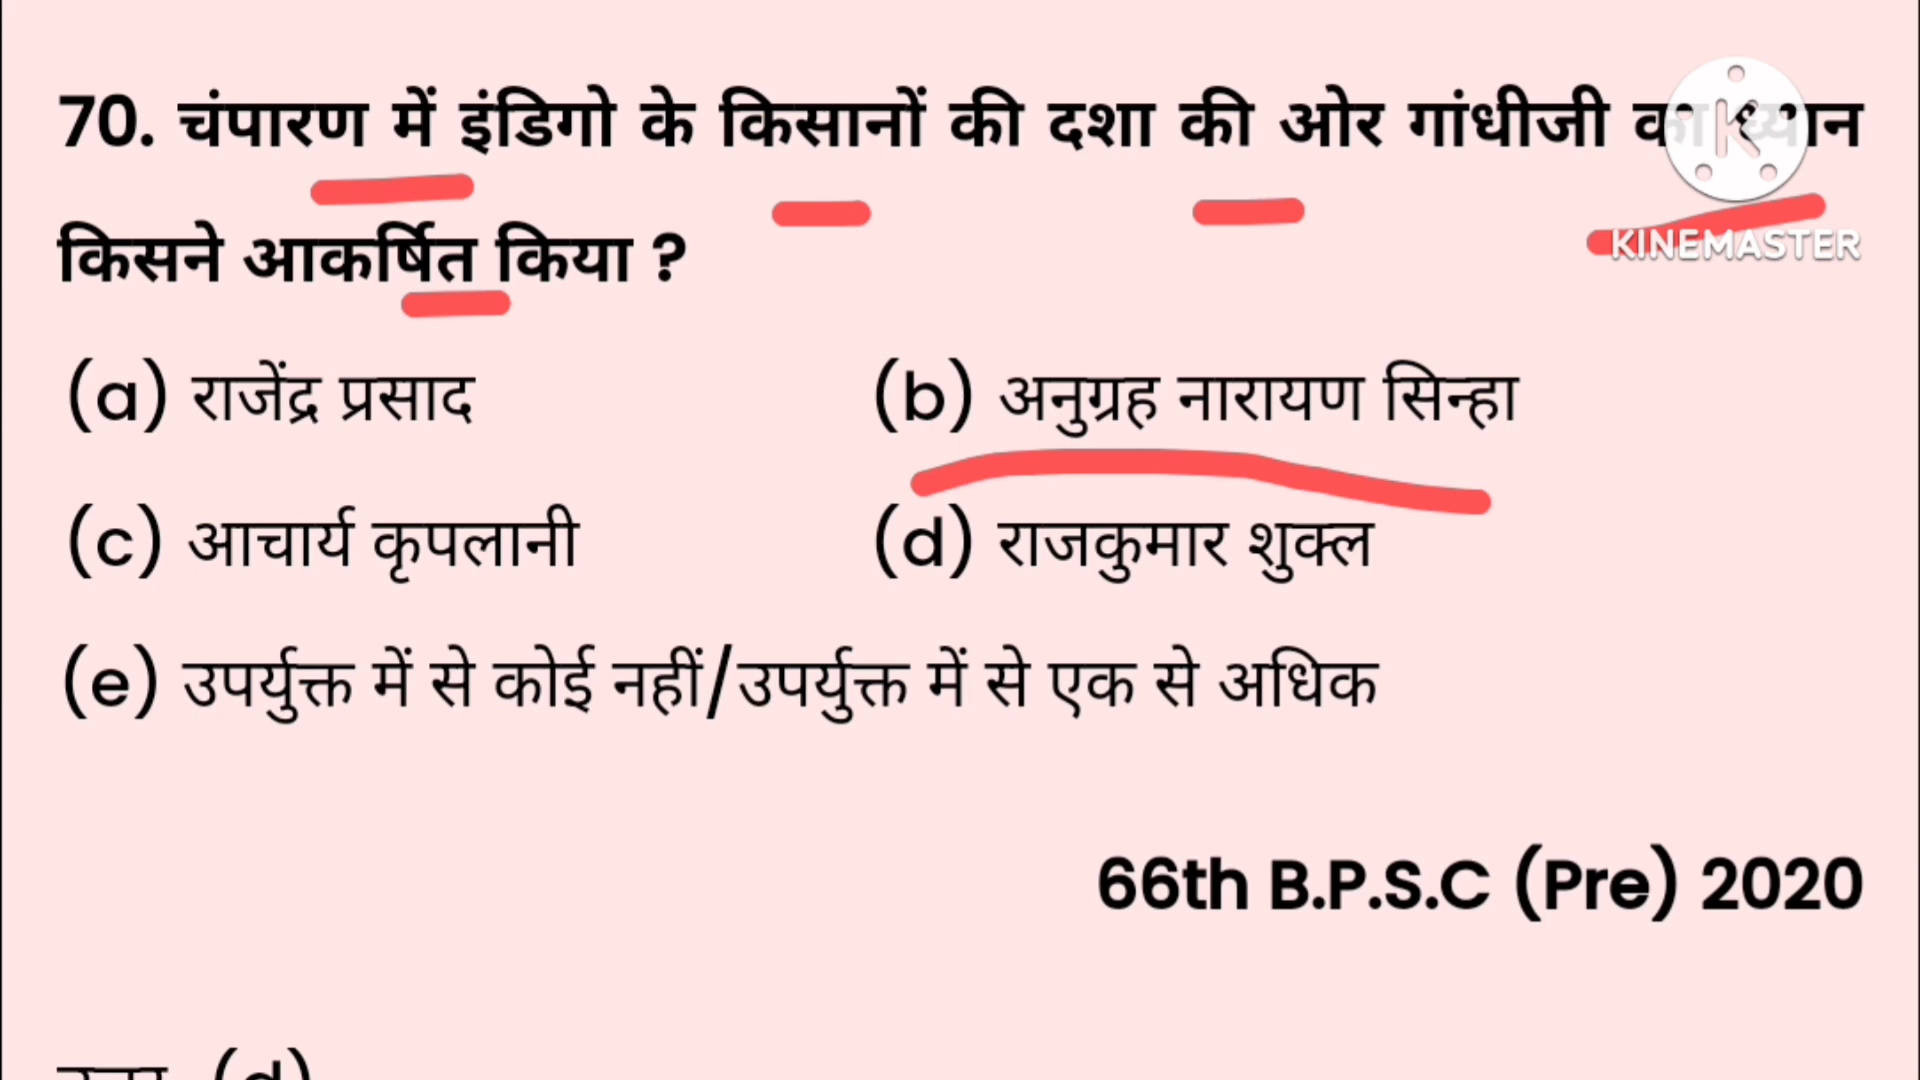 70. चंपारण में इंडिगो के किसानों की दशा की ओर गांधीजी का ध्यान
KINEMASTER
किसने आकर्षित किया ?
(a) राजेंद्र प्रसाद (b) अनुग्रह नारायण सिन्हा
(c) आचार्य कृपलानी (d) राजकुमार शुक्ल
(e) उपर्युक्त में से कोई नहीं/उपर्युक्त में से एक से अधिक
66th B.P.S.C (Pre) 2020
(d)